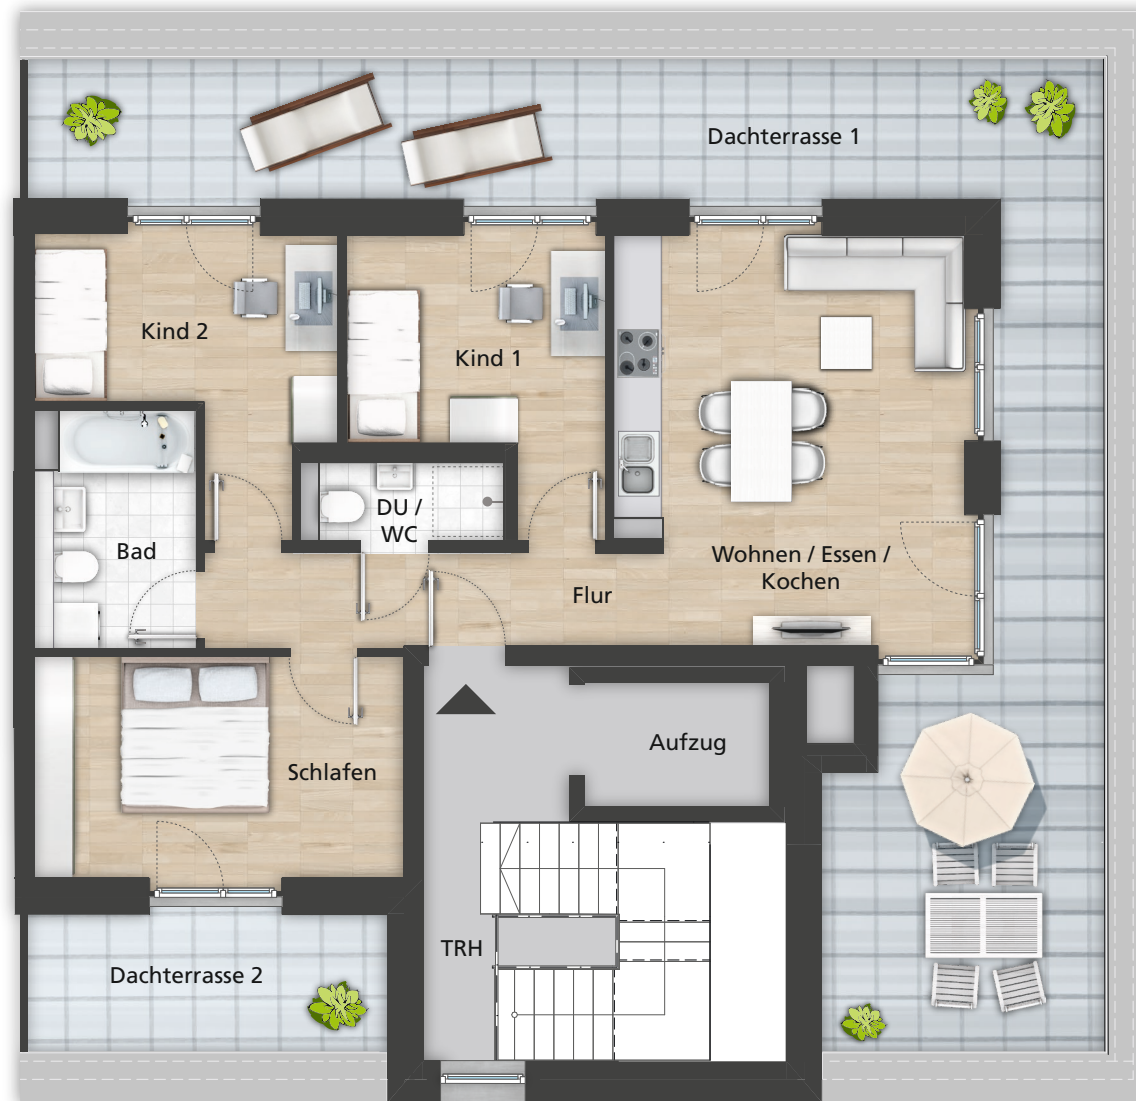 Dachterrasse 1
Kind 2
Kind 1
DU /
WC
Bad
Wohnen / Essen /
Kochen
Flur
Aufzug
Schlafen
TRH
Dachterrasse 2